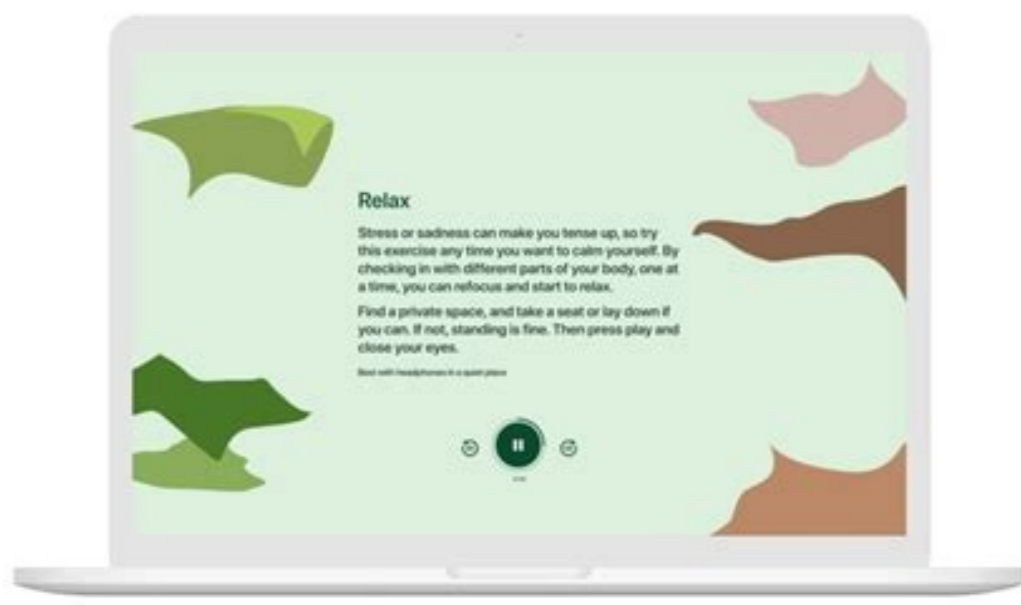 Relax
Stress or sadness can make you tense up, so try
this exercise any time you want to calm yourself. By
checking in with different parts of your body, one at
a time, you can refocus and start to relax.
Find a private space, and take a seat or lay down if
you can. If not, standing is fine. Then press play and
close your eyes.
Best with headphones in a quiet place